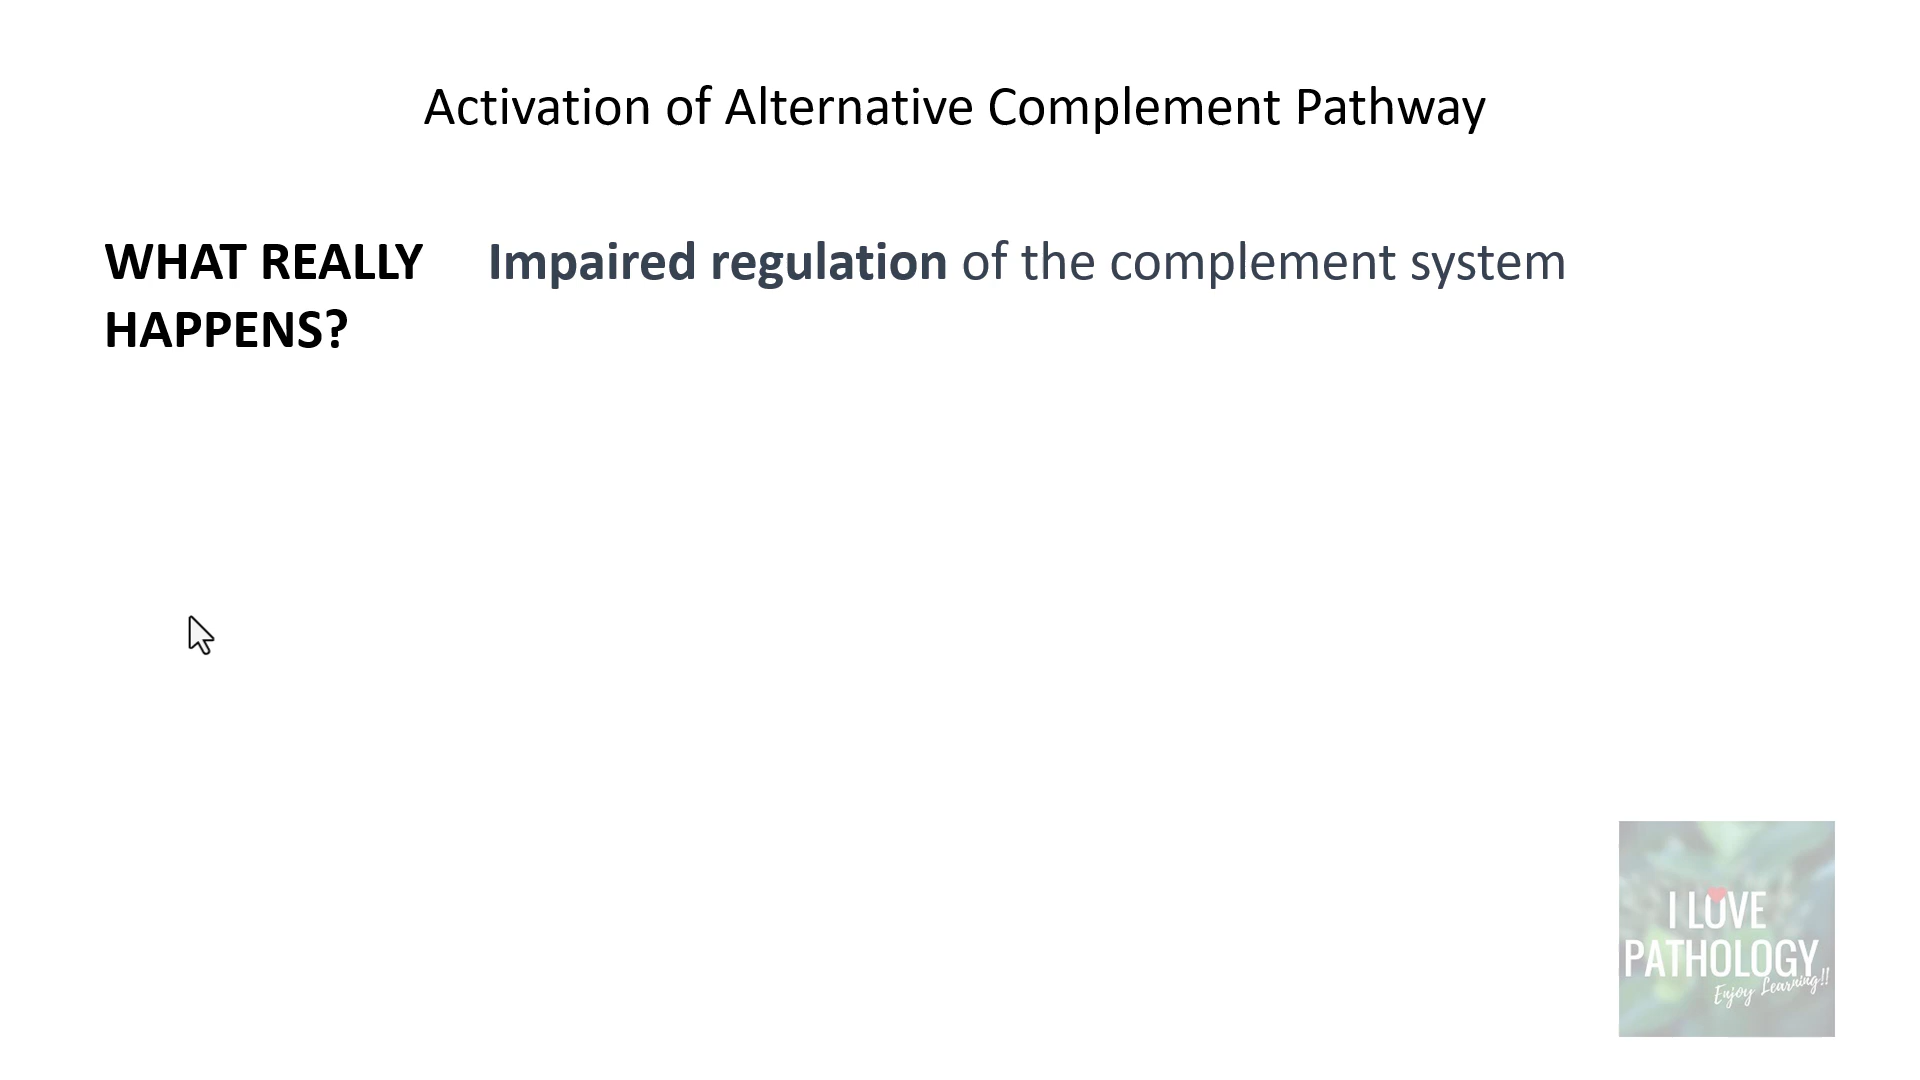 Activation of Alternative Complement Pathway
WHAT REALLY HAPPENS?
Impaired regulation of the complement system
I LOVE
PATHOLOGY
Enjoy Learning!!